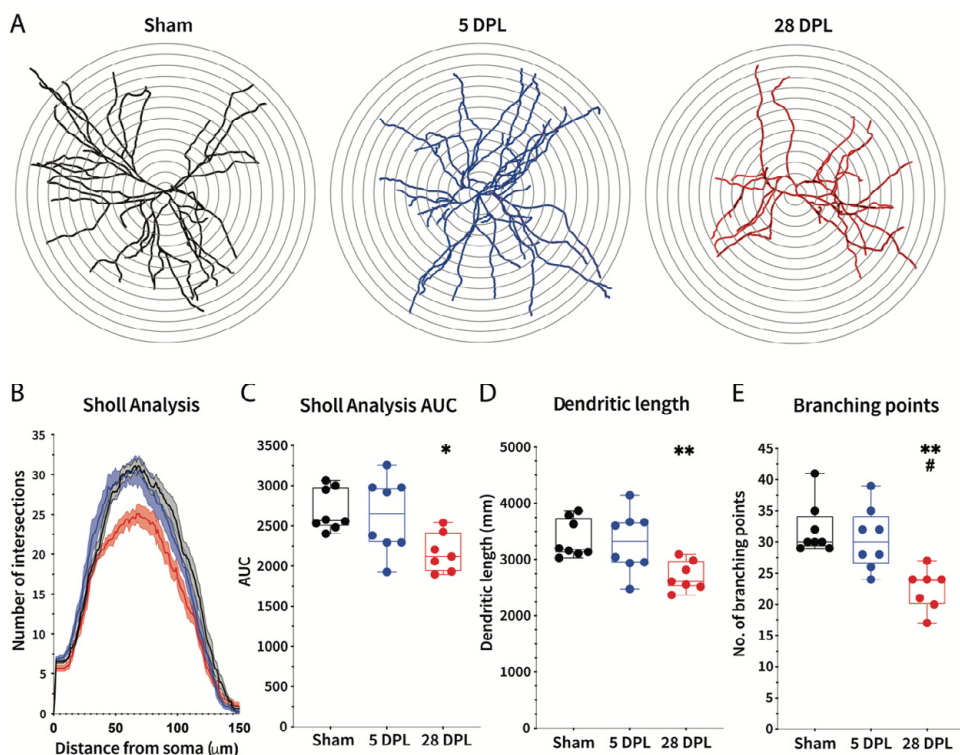 A
Sham
5 DPL
28 DPL
B
Sholl Analysis
Number of intersections
35
30
25
20
15
10
5
0
0
50
100
150
Distance from soma (µm)
C
Sholl Analysis AUC
AUC
3500
3000
2500
2000
1500
1000
500
0
*
Sham
5 DPL
28 DPL
D
Dendritic length
Dendritic length (mm)
5000
4000
3000
2000
1000
0
**
Sham
5 DPL
28 DPL
E
Branching points
No. of branching points
45
40
35
30
25
20
15
10
5
0
**
#
Sham
5 DPL
28 DPL